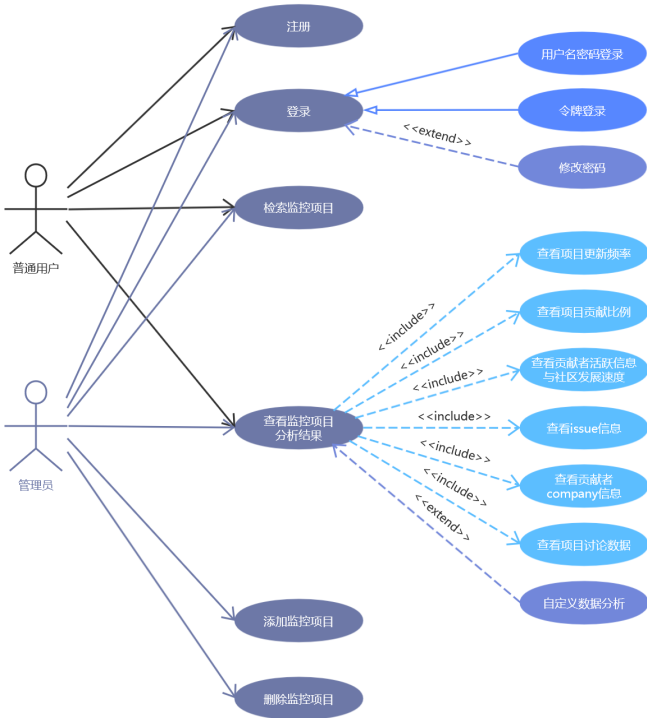 注册
用户名密码登录
登录
令牌登录
<<extend>>
修改密码
检索监控项目
普通用户
查看项目更新频率
<<include>>
查看项目贡献比例
<<include>>
查看贡献者活跃信息
与社区发展速度
<<include>>
查看监控项目
分析结果
<<include>>
查看issue信息
<<include>>
查看贡献者
company信息
管理员
<<include>>
查看项目讨论数据
<<extend>>
自定义数据分析
添加监控项目
删除监控项目